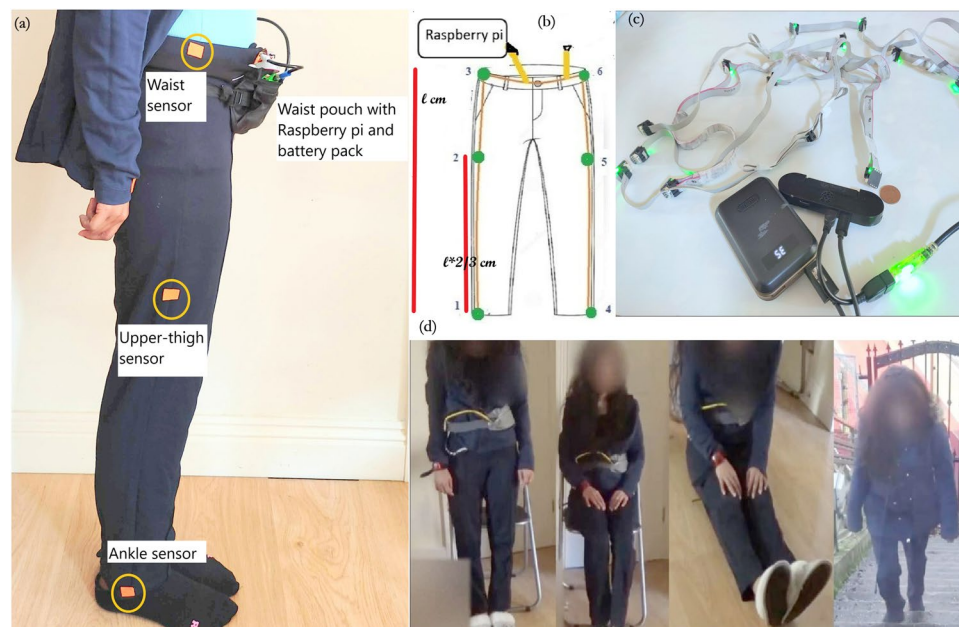 (a)
Waist
sensor
Waist pouch with
Raspberry pi and
battery pack
Upper-thigh
sensor
Ankle sensor
(b)
Raspberry pi
3
6
ℓ cm
2
5
ℓ*2/3 cm
1
4
(c)
35
(d)